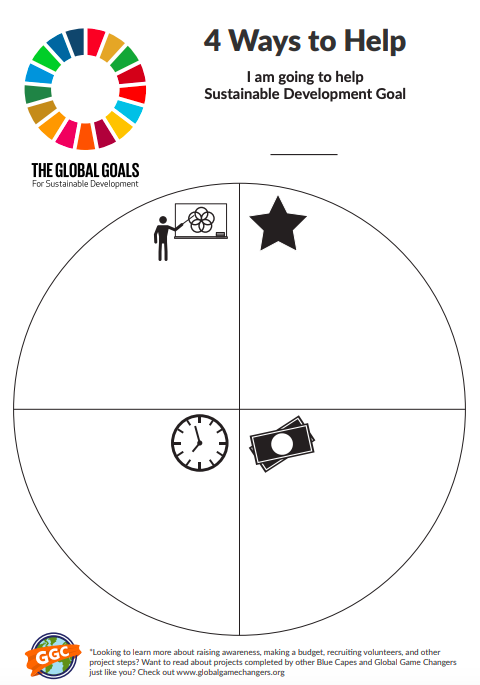 4 Ways to Help
I am going to help
Sustainable Development Goal
THE GLOBAL GOALS
For Sustainable Development
GGC
*Looking to learn more about raising awareness, making a budget, recruiting volunteers, and other
project steps? Want to read about projects completed by other Blue Capes and Global Game Changers
just like you? Check out www.globalgamechangers.org